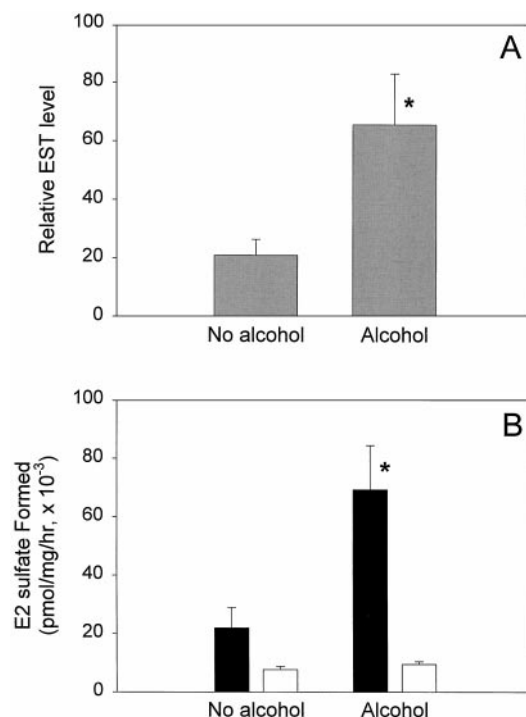 A
100
80
60
40
20
0
Relative EST level
*
No alcohol Alcohol
B
100
80
60
40
20
0
E2 sulfate Formed
(pmol/mg/hr, x 10⁻³)
*
No alcohol Alcohol